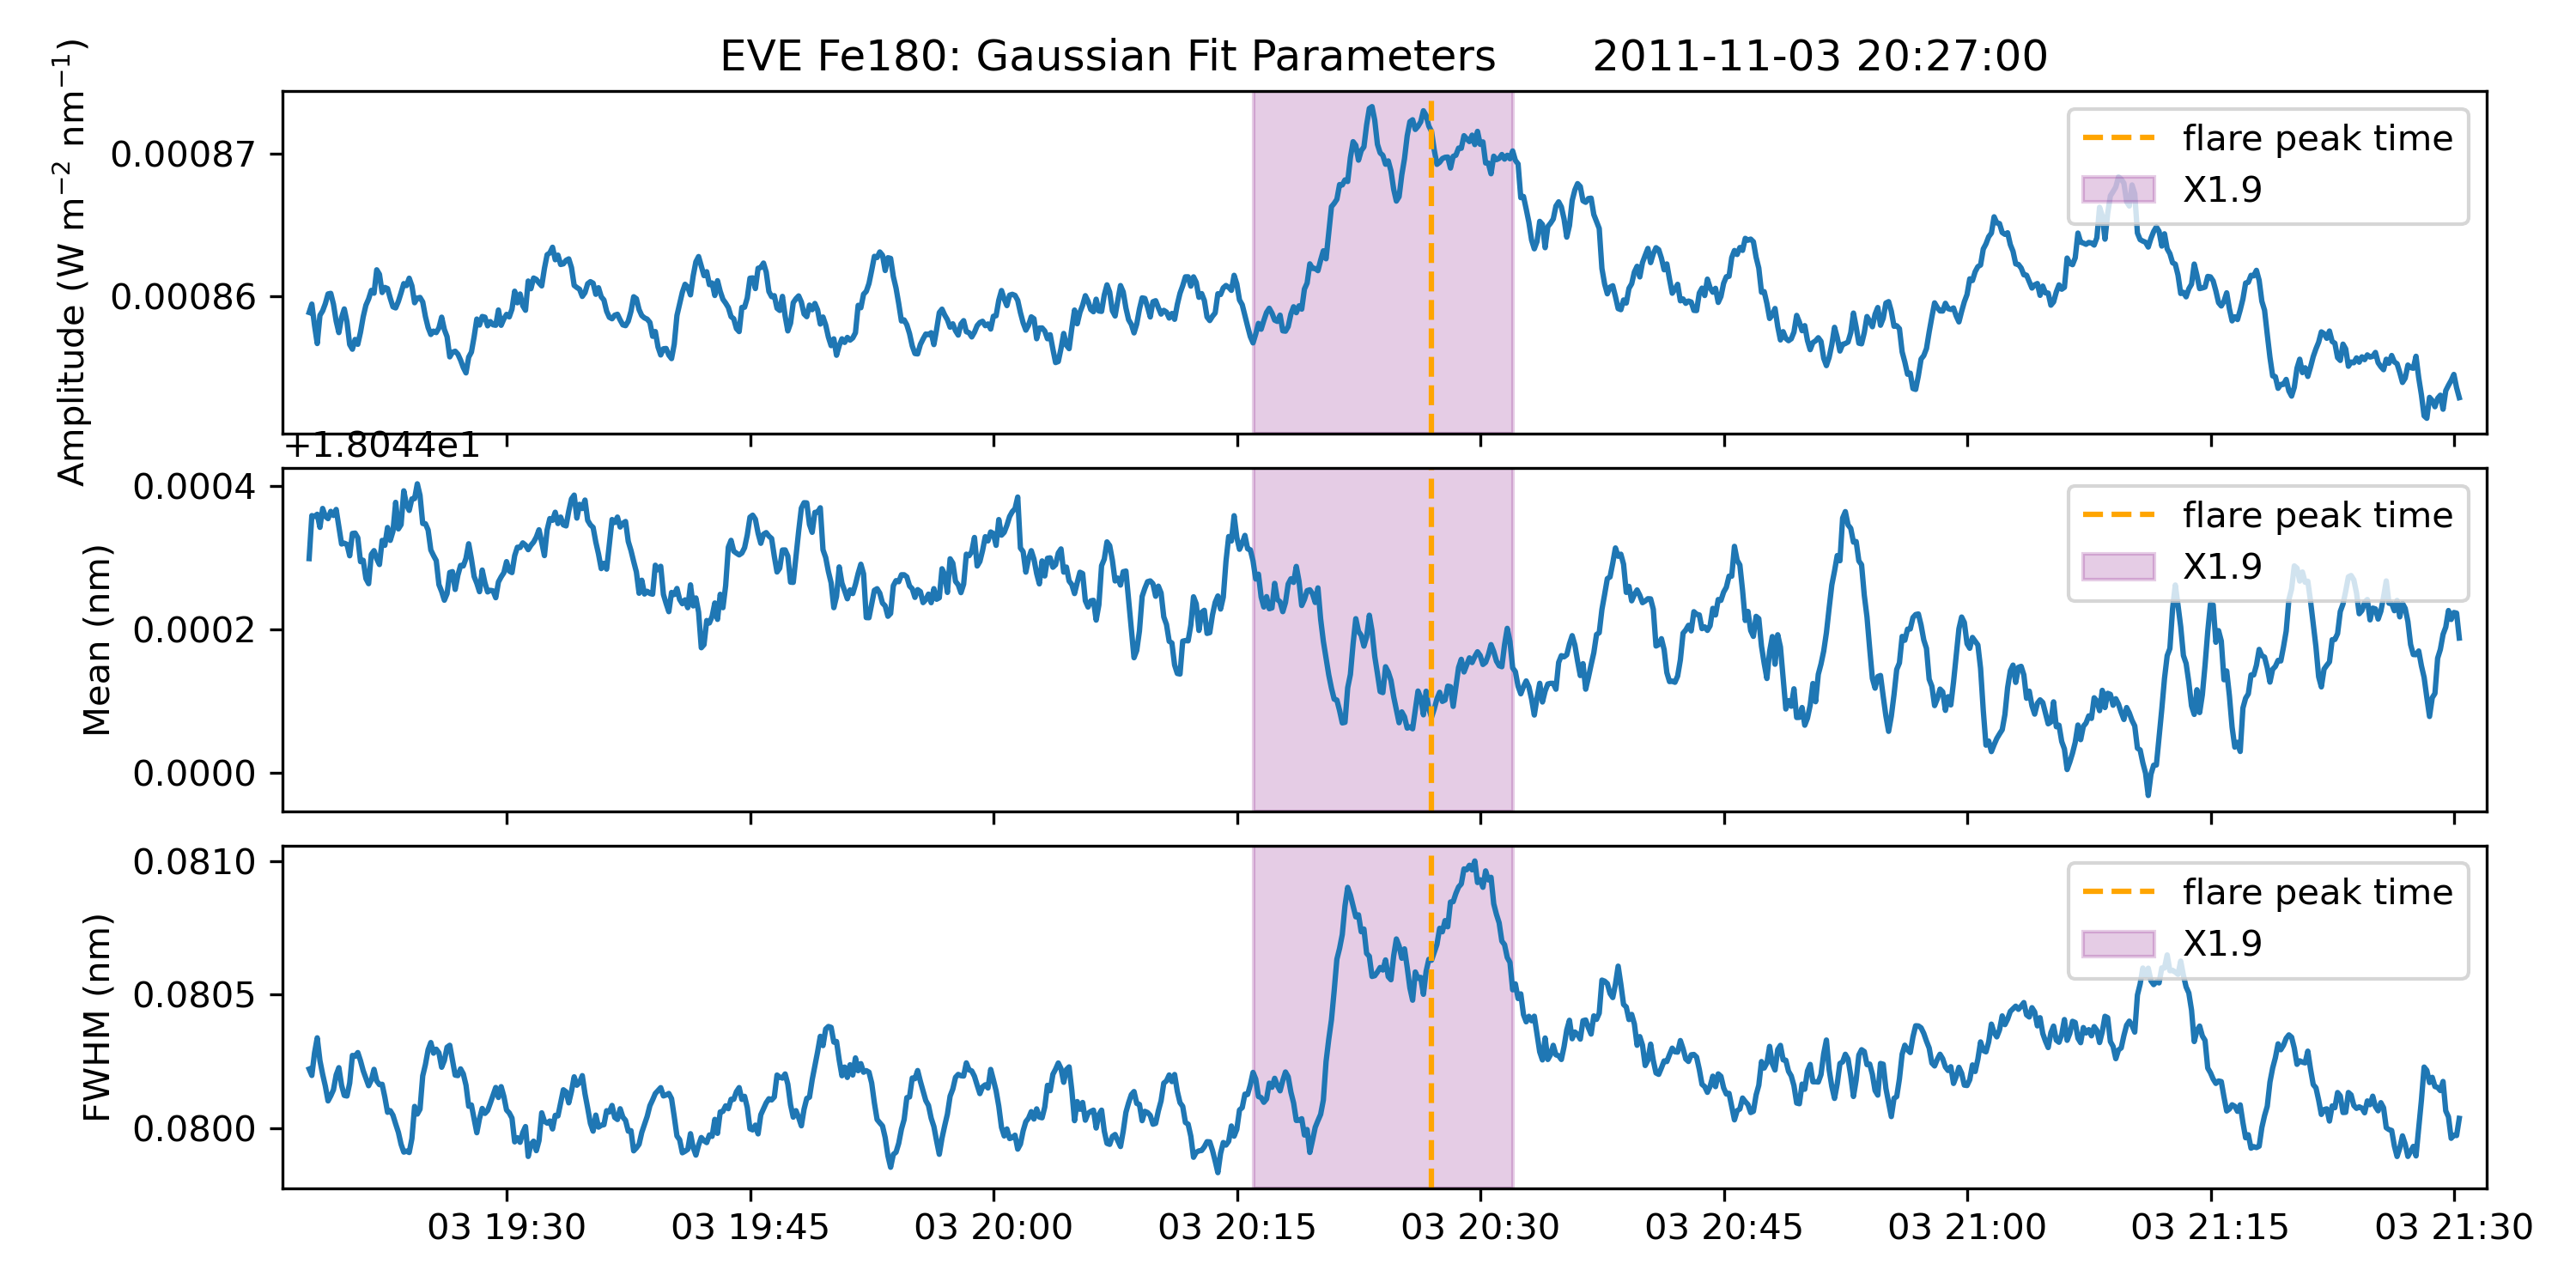 EVE Fe180: Gaussian Fit Parameters 2011-11-03 20:27:00
Amplitude (W m⁻² nm⁻¹)
0.00087
0.00086
flare peak time
X1.9
+1.8044e1
Mean (nm)
0.0004
0.0002
0.0000
flare peak time
X1.9
FWHM (nm)
0.0810
0.0805
0.0800
flare peak time
X1.9
03 19:30 03 19:45 03 20:00 03 20:15 03 20:30 03 20:45 03 21:00 03 21:15 03 21:30